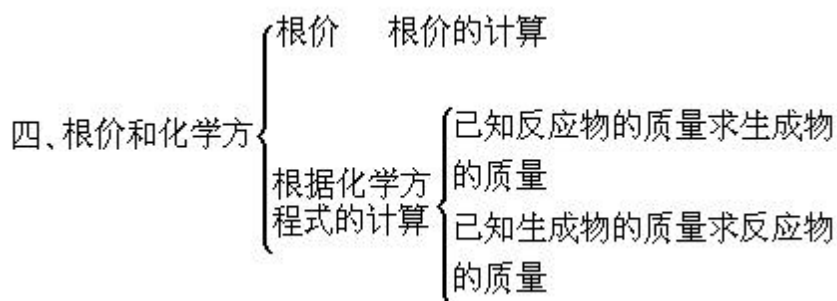 根价 根价的计算
四、根价和化学方
已知反应物的质量求生成物
的质量
根据化学方
程式的计算
已知生成物的质量求反应物
的质量